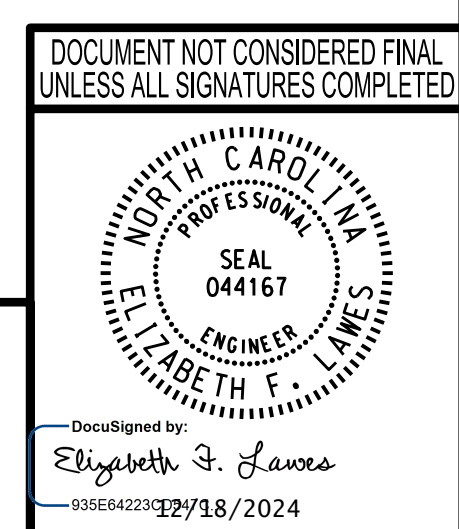 DOCUMENT NOT CONSIDERED FINAL
UNLESS ALL SIGNATURES COMPLETED
NORTH CAROLINA
PROFESSIONAL
SEAL
044167
ENGINEER
ELIZABETH F. LAWES
DocuSigned by:
Elizabeth F. Lawes
12/18/2024